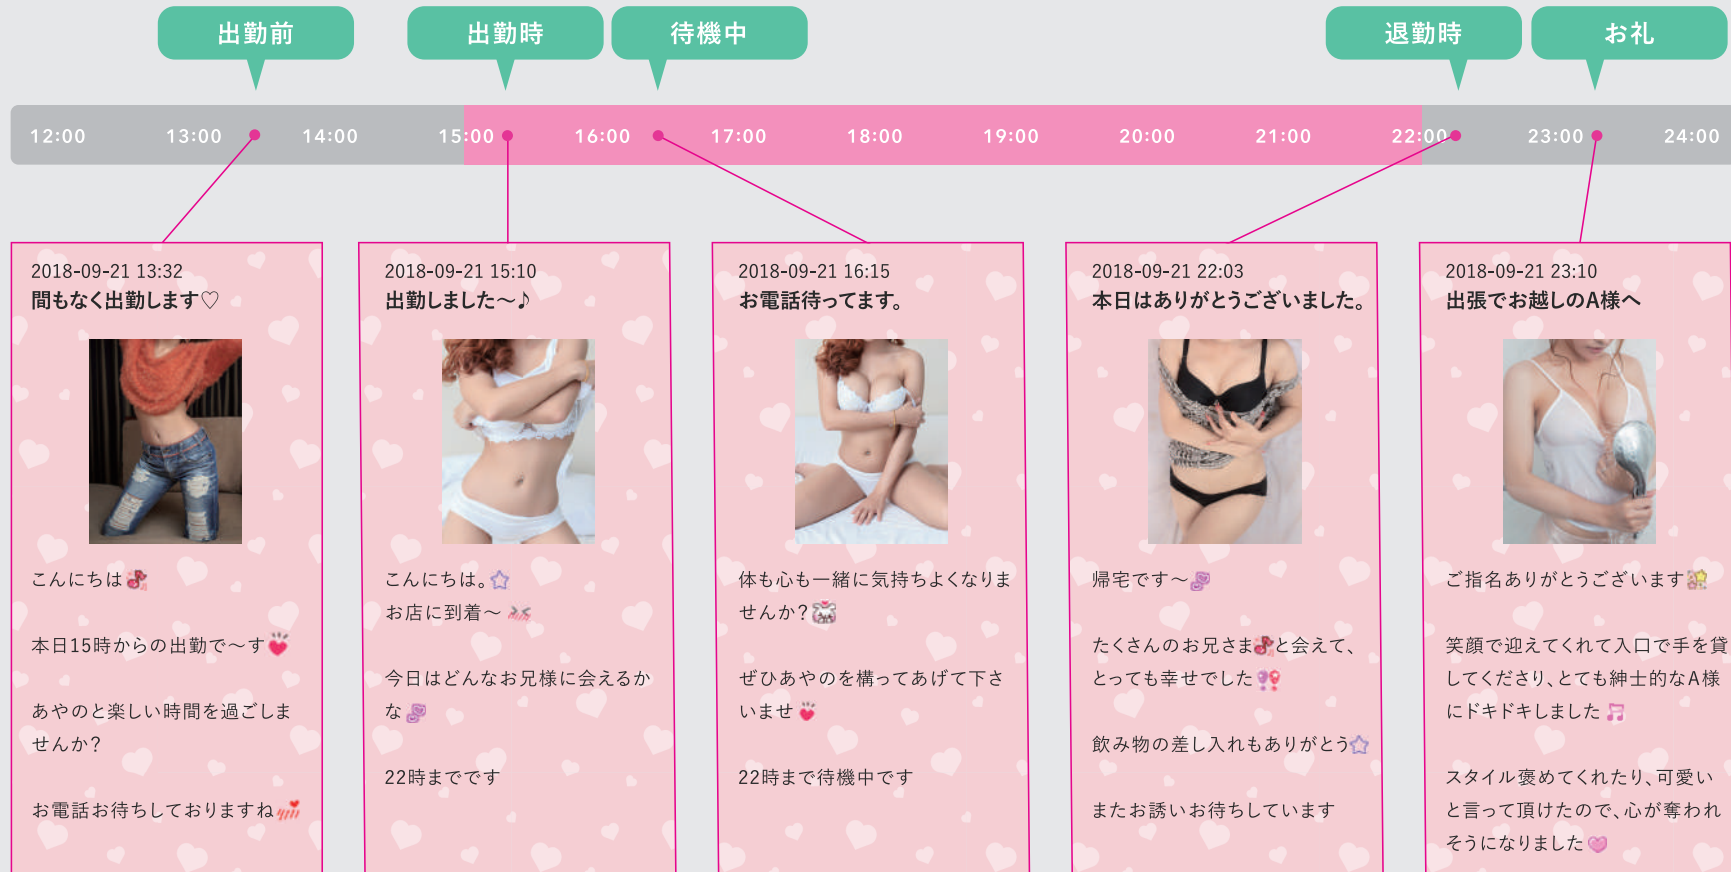 出勤前
出勤時
待機中
退勤時
お礼
12:00 13:00 14:00 15:00 16:00 17:00 18:00 19:00 20:00 21:00 22:00 23:00 24:00
2018-09-21 13:32
間もなく出勤します♡
こんにちは
本日15時からの出勤で〜す
あやのと楽しい時間を過ごしま
せんか?
お電話お待ちしておりますね
2018-09-21 15:10
出勤しました〜♪
こんにちは。☆
お店に到着〜
今日はどんなお兄様に会えるか
な
22時までです
2018-09-21 16:15
お電話待ってます。
体も心も一緒に気持ちよくなりま
せんか?
ぜひあやのを構ってあげて下さ
いませ
22時まで待機中です
2018-09-21 22:03
本日はありがとうございました。
帰宅です〜
たくさんのお兄さまと会えて、
とっても幸せでした
飲み物の差し入れもありがとう☆
またお誘いお待ちしています
2018-09-21 23:10
出張でお越しのA様へ
ご指名ありがとうございます
笑顔で迎えてくれて入口で手を貸
してくださり、とても紳士的なA様
にドキドキしました
スタイル褒めてくれたり、可愛い
と言って頂けたので、心が奪われ
そうになりました